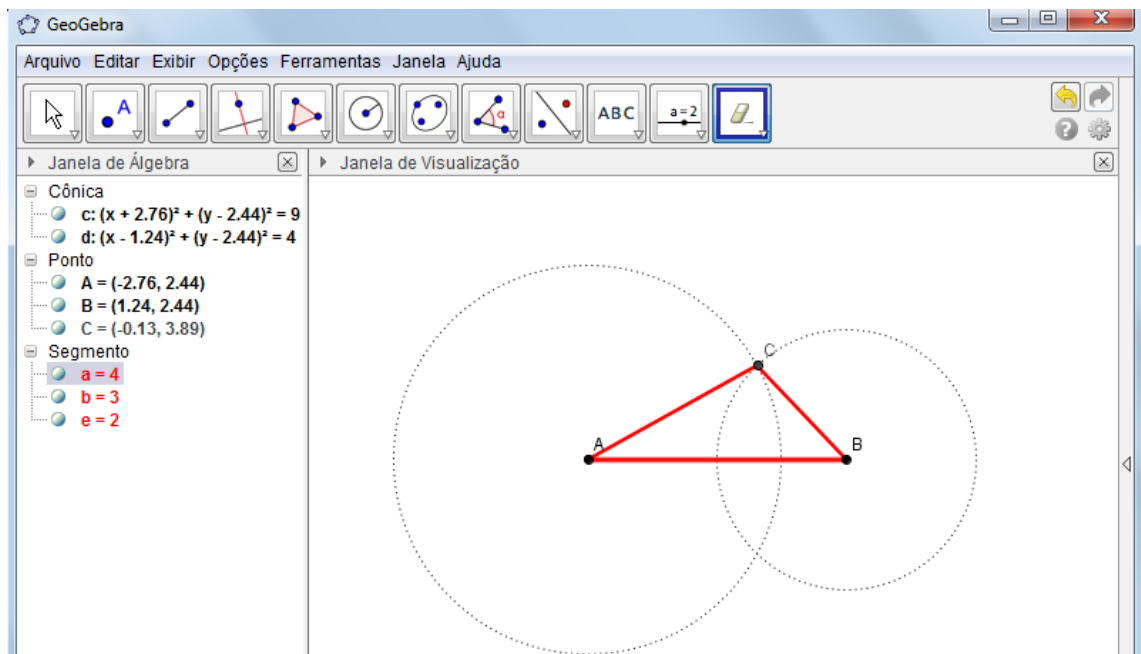 GeoGebra
Arquivo Editar Exibir Opções Ferramentas Janela Ajuda
A α ABC a=2
Janela de Álgebra
Janela de Visualização
Cônica
c: (x + 2.76)² + (y - 2.44)² = 9
d: (x - 1.24)² + (y - 2.44)² = 4
Ponto
A = (-2.76, 2.44)
B = (1.24, 2.44)
C = (-0.13, 3.89)
Segmento
a = 4
b = 3
e = 2
C
A
B